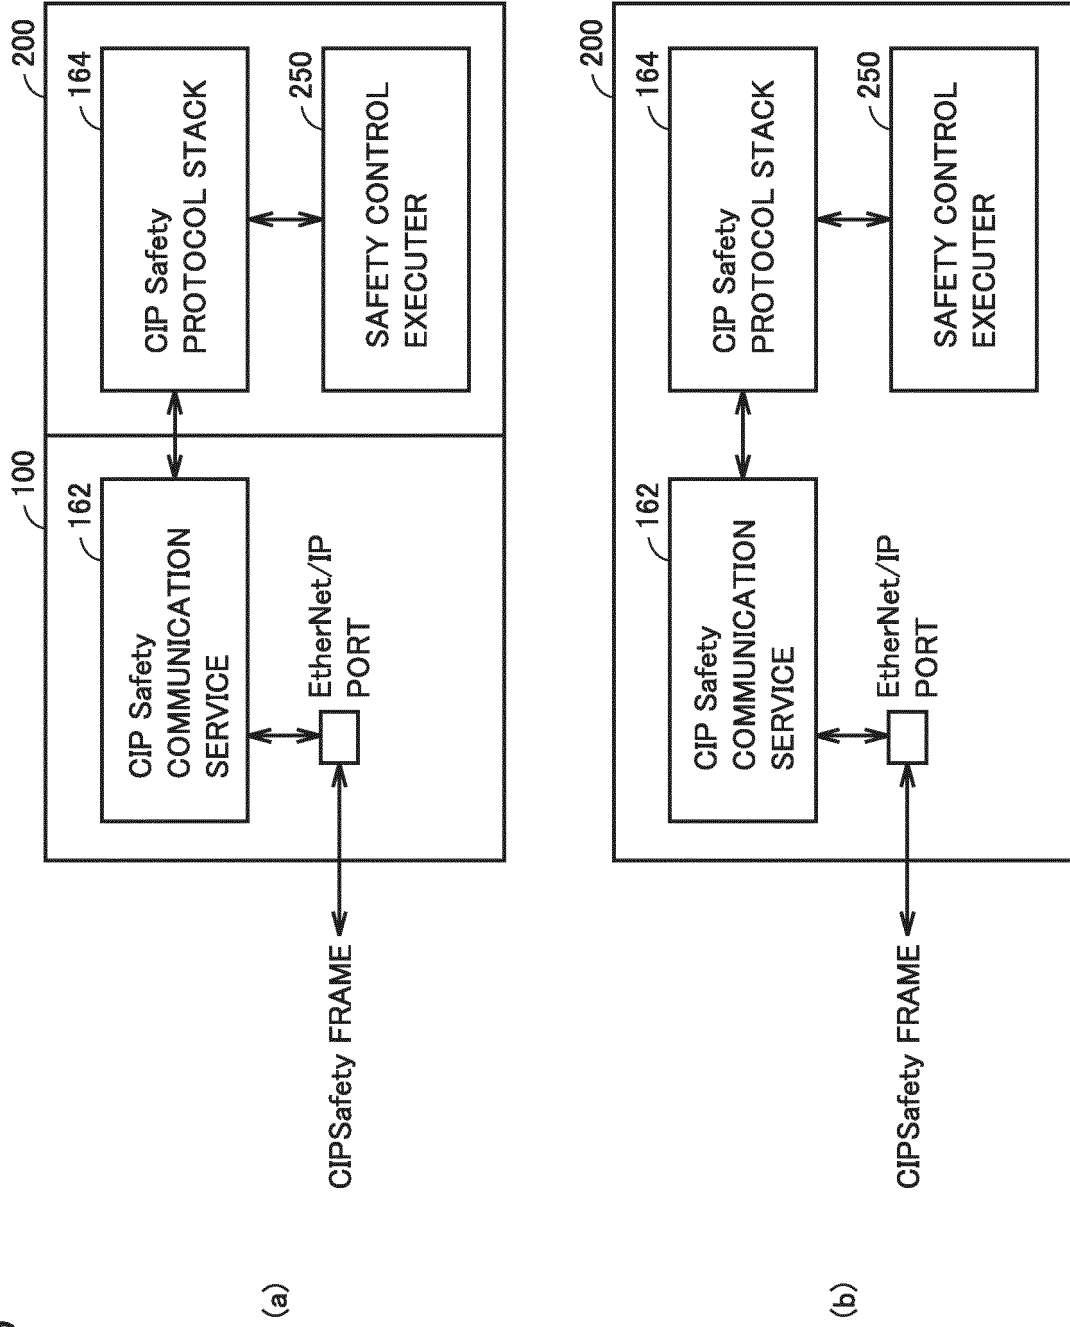 (a)
100
200
162
CIP Safety
COMMUNICATION
SERVICE
164
CIP Safety
PROTOCOL STACK
EtherNet/IP
PORT
250
SAFETY CONTROL
EXECUTER
CIPSafety FRAME
(b)
200
162
CIP Safety
COMMUNICATION
SERVICE
164
CIP Safety
PROTOCOL STACK
EtherNet/IP
PORT
250
SAFETY CONTROL
EXECUTER
CIPSafety FRAME